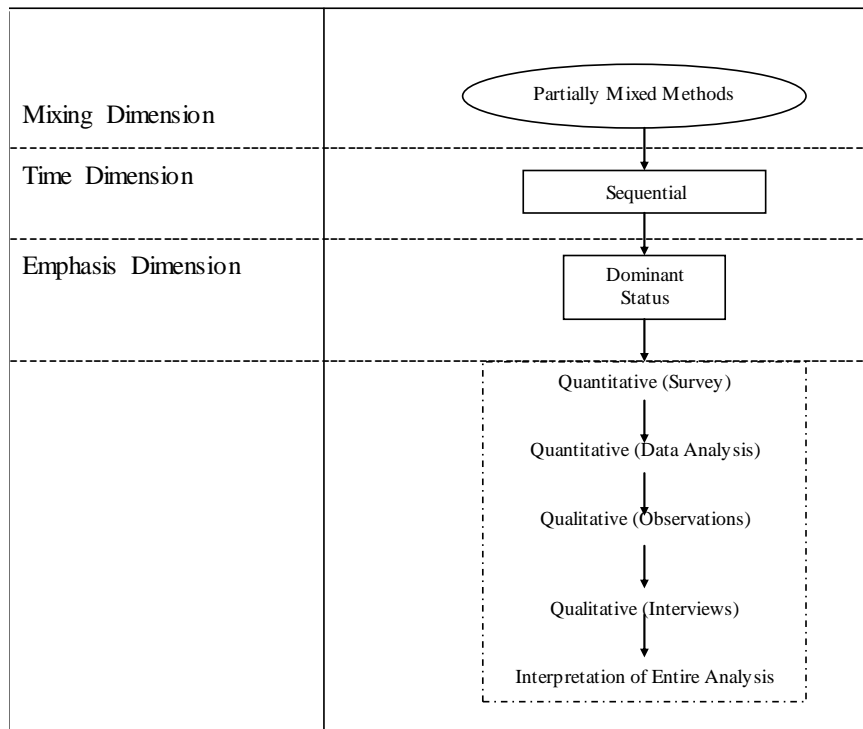 Partially Mixed Methods
Mixing Dimension
Time Dimension
Sequential
Emphasis Dimension
Dominant
Status
Quantitative (Survey)
Quantitative (Data Analysis)
Qualitative (Observations)
Qualitative (Interviews)
Interpretation of Entire Analysis